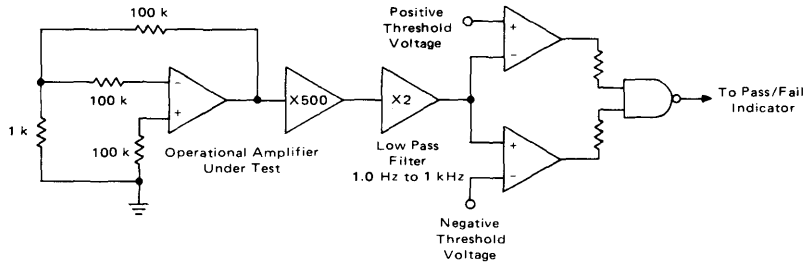 100 k
Positive
Threshold
Voltage
+
-
-
+
100 k
X500
X2
To Pass/Fail
Indicator
1 k
100 k
Operational Amplifier
Under Test
Low Pass
Filter
1.0 Hz to 1 kHz
+
-
Negative
Threshold
Voltage